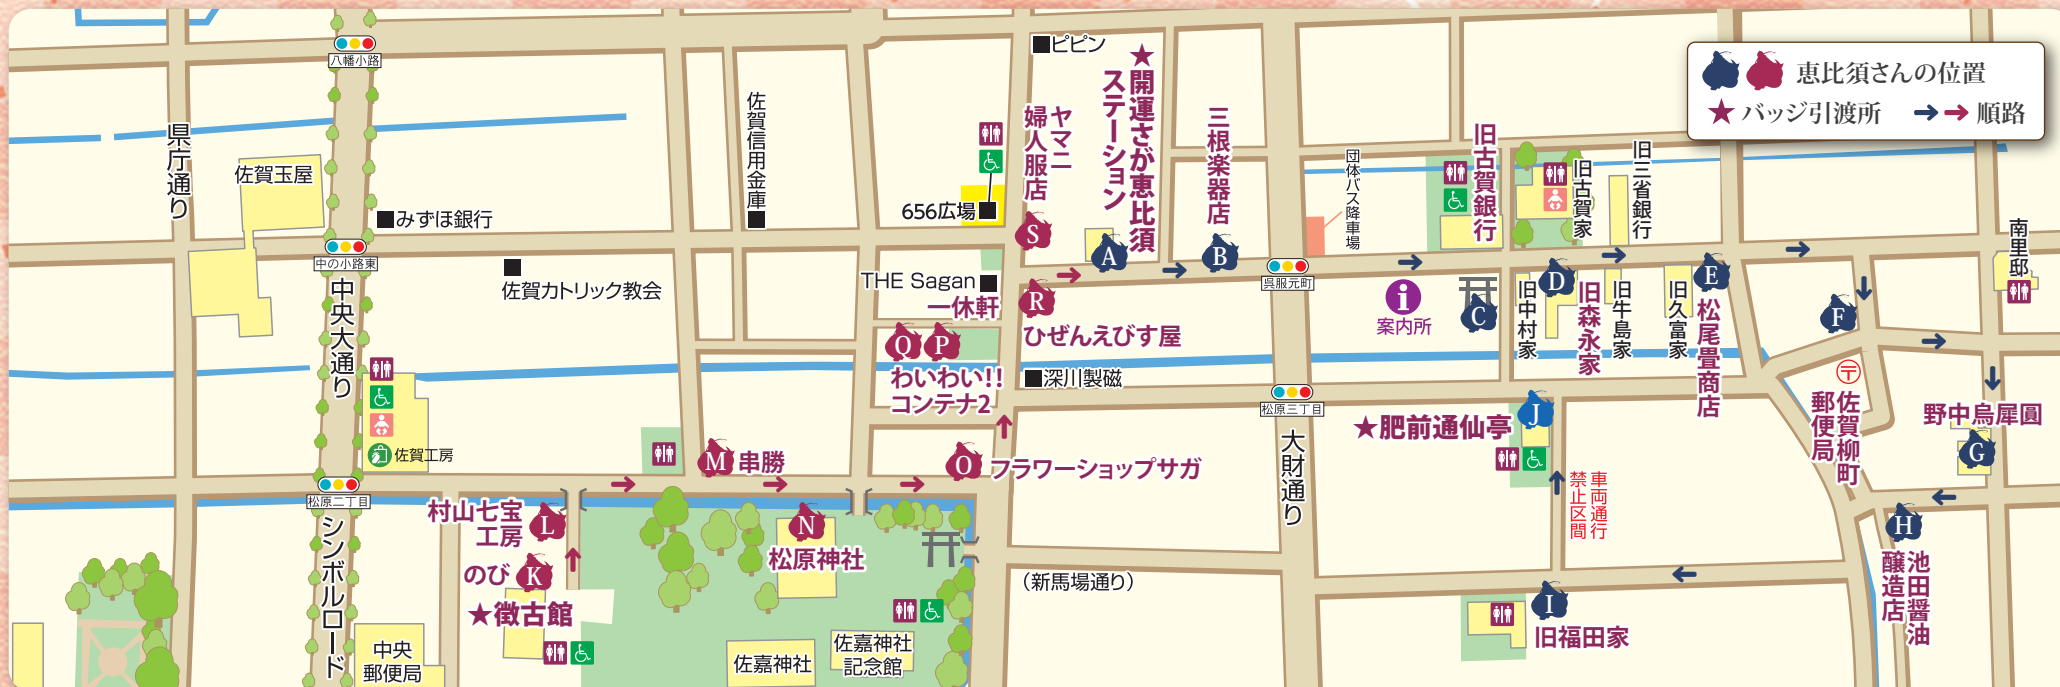 恵比須さんの位置
★バッジ引渡所
順路
八幡小路
ピピン
★開運さが恵比須
ステーション
ヤマニ
婦人服店
三根楽器店
佐賀信用金庫
県庁通り
佐賀玉屋
みずほ銀行
656広場
団体バス降車場
旧古賀銀行
旧古賀家
旧三省銀行
南里邸
S
A
B
中の小路東
佐賀カトリック教会
THE Sagan
一休軒
R
ひぜんえびす屋
呉服元町
案内所
C
旧中村家
D
旧森永家
旧牛島家
旧久富家
E
松尾畳商店
F
中央大通り
Q
P
わいわい!!
コンテナ2
深川製磁
松原三丁目
★肥前通仙亭
J
〒
佐賀柳町
郵便局
野中烏犀圓
G
佐賀工房
M
串勝
O
フラワーショップサガ
大財通り
車両通行
禁止区間
松原二丁目
村山七宝
工房
L
N
松原神社
H
池田醤油
醸造店
シンボルロード
のび
K
★徴古館
(新馬場通り)
I
旧福田家
中央
郵便局
佐嘉神社
佐嘉神社
記念館